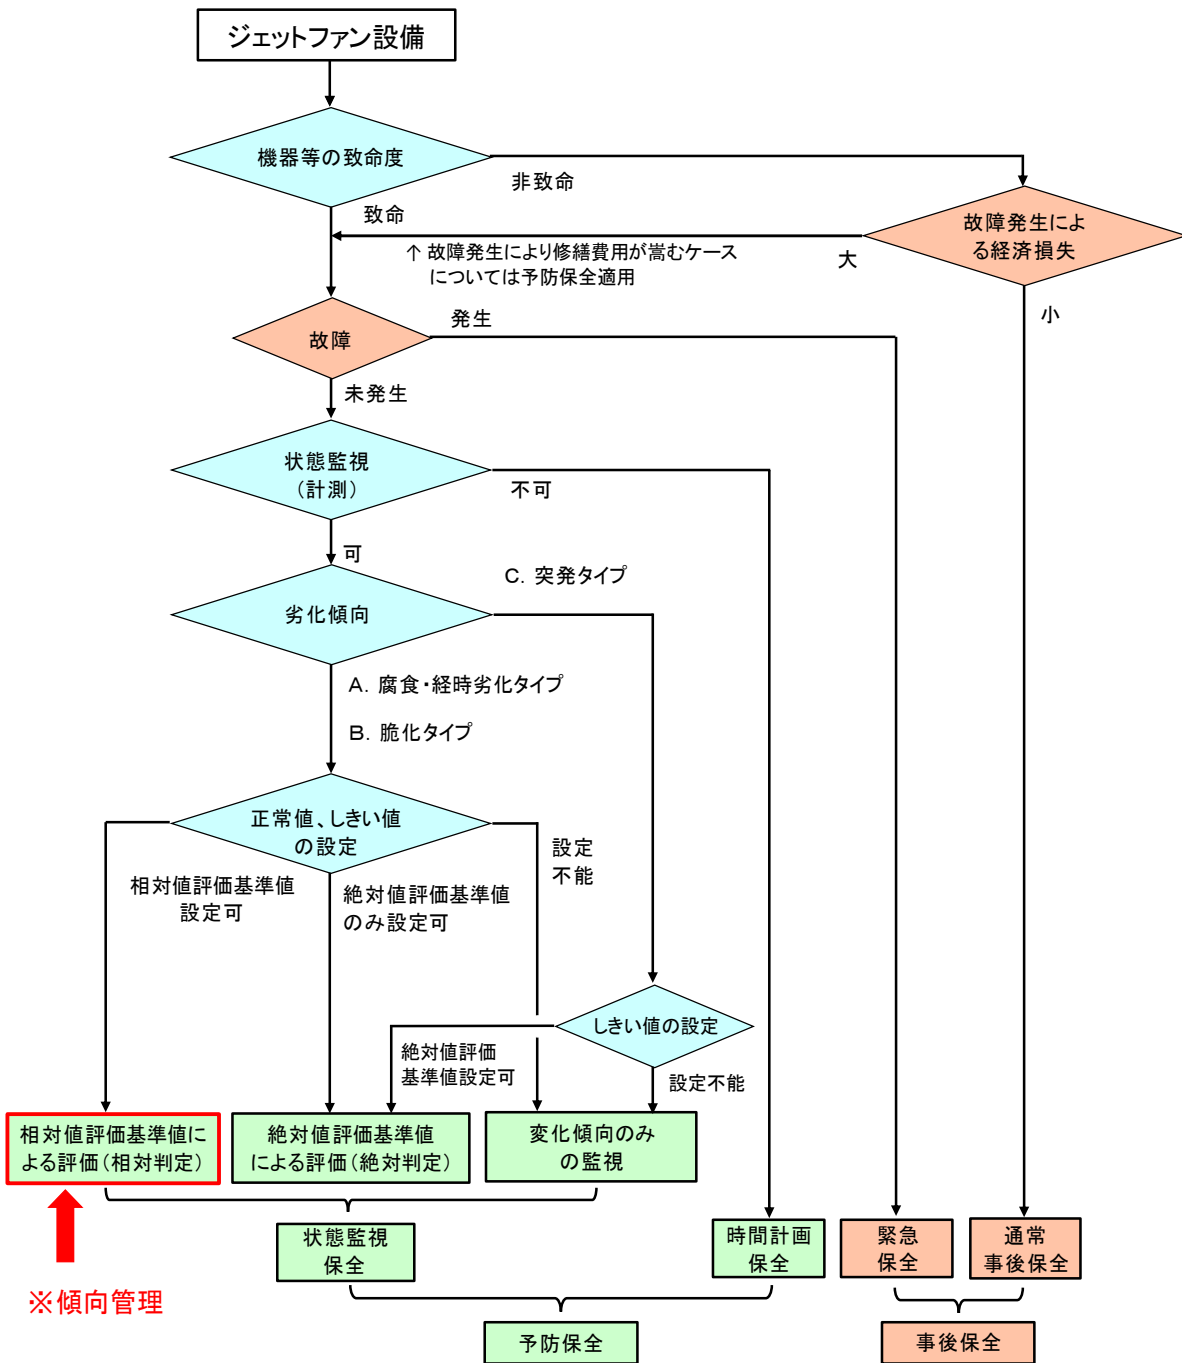 ジェットファン設備
機器等の致命度
非致命
致命
故障発生によ
る経済損失
大
↑ 故障発生により修繕費用が嵩むケース
については予防保全適用
小
故障
発生
未発生
状態監視
(計測)
不可
可
C. 突発タイプ
劣化傾向
A. 腐食・経時劣化タイプ
B. 脆化タイプ
正常値、しきい値
の設定
設定
不能
相対値評価基準値
設定可
絶対値評価基準値
のみ設定可
しきい値の設定
絶対値評価
基準値設定可
設定不能
相対値評価基準値に
よる評価(相対判定)
絶対値評価基準値
による評価(絶対判定)
変化傾向のみ
の監視
状態監視
保全
時間計画
保全
緊急
保全
通常
事後保全
※傾向管理
予防保全
事後保全